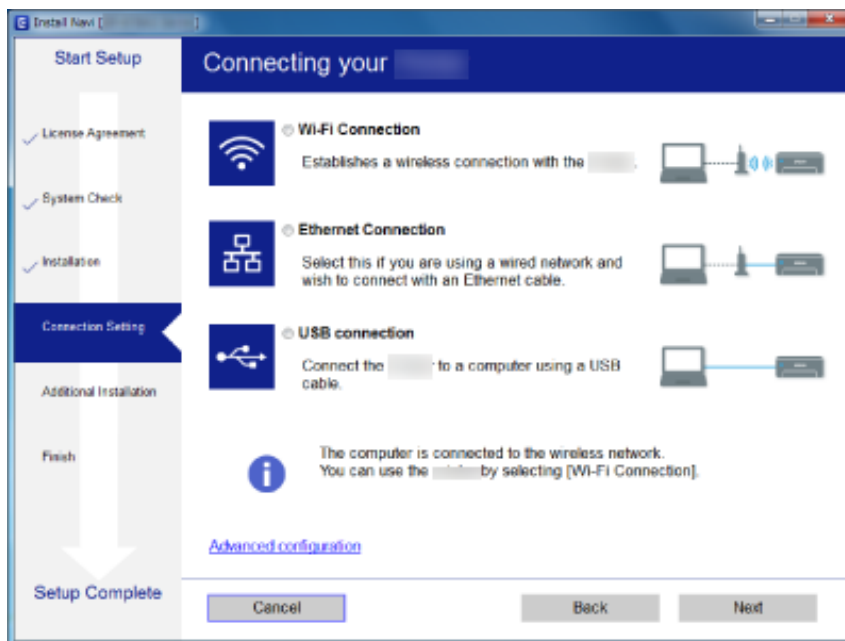 Install Navi [
Start Setup
License Agreement
System Check
Installation
Connection Setting
Additional Installation
Finish
Setup Complete
Connecting your
Wi-Fi Connection
Establishes a wireless connection with the .
Ethernet Connection
Select this if you are using a wired network and
wish to connect with an Ethernet cable.
USB connection
Connect the to a computer using a USB
cable.
The computer is connected to the wireless network.
You can use the by selecting [Wi-Fi Connection].
Advanced configuration
Cancel
Back
Next